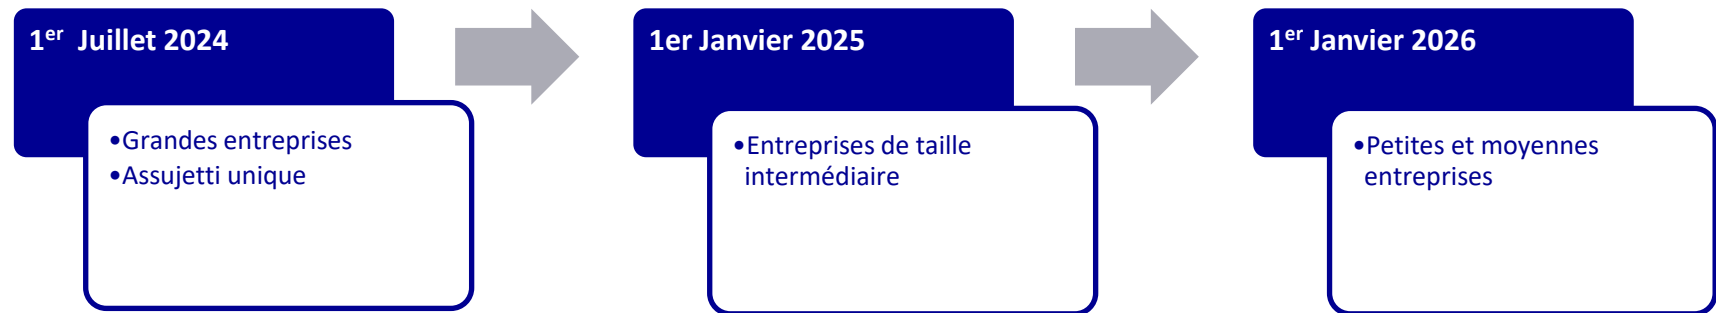 1er Juillet 2024
•Grandes entreprises
•Assujetti unique
1er Janvier 2025
•Entreprises de taille
intermédiaire
1er Janvier 2026
•Petites et moyennes
entreprises